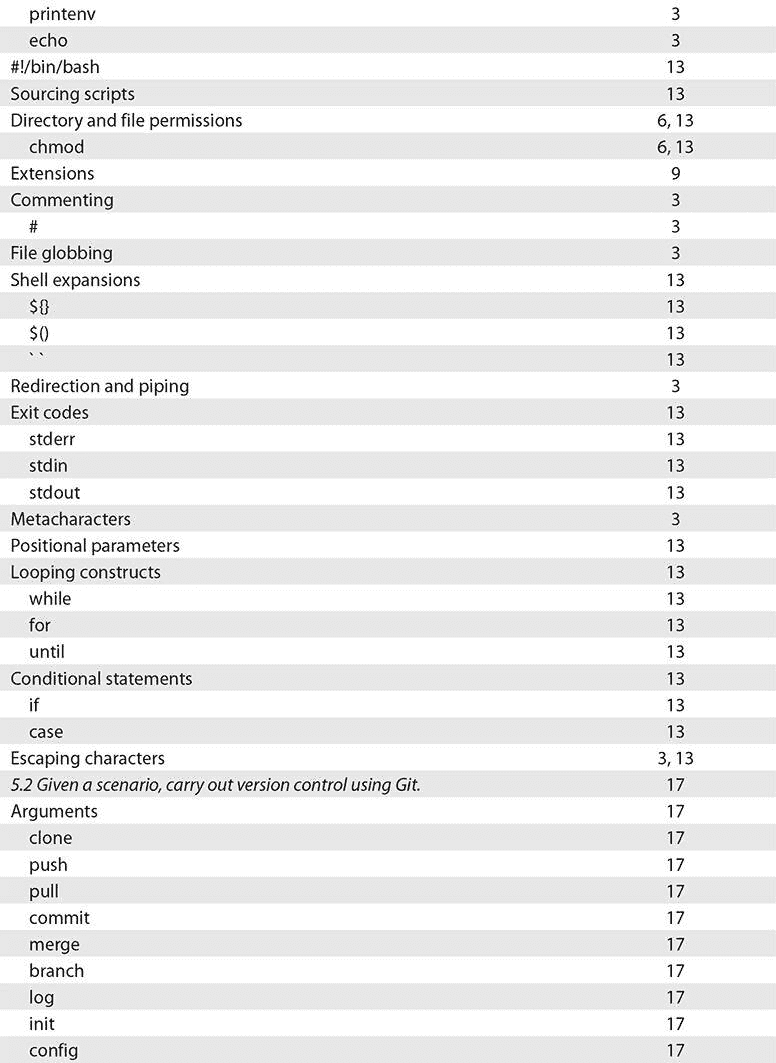 printenv 3
echo 3
#!/bin/bash 13
Sourcing scripts 13
Directory and file permissions 6, 13
chmod 6, 13
Extensions 9
Commenting 3
# 3
File globbing 3
Shell expansions 13
${} 13
$() 13
` ` 13
Redirection and piping 3
Exit codes 13
stderr 13
stdin 13
stdout 13
Metacharacters 3
Positional parameters 13
Looping constructs 13
while 13
for 13
until 13
Conditional statements 13
if 13
case 13
Escaping characters 3, 13
5.2 Given a scenario, carry out version control using Git. 17
Arguments 17
clone 17
push 17
pull 17
commit 17
merge 17
branch 17
log 17
init 17
config 17